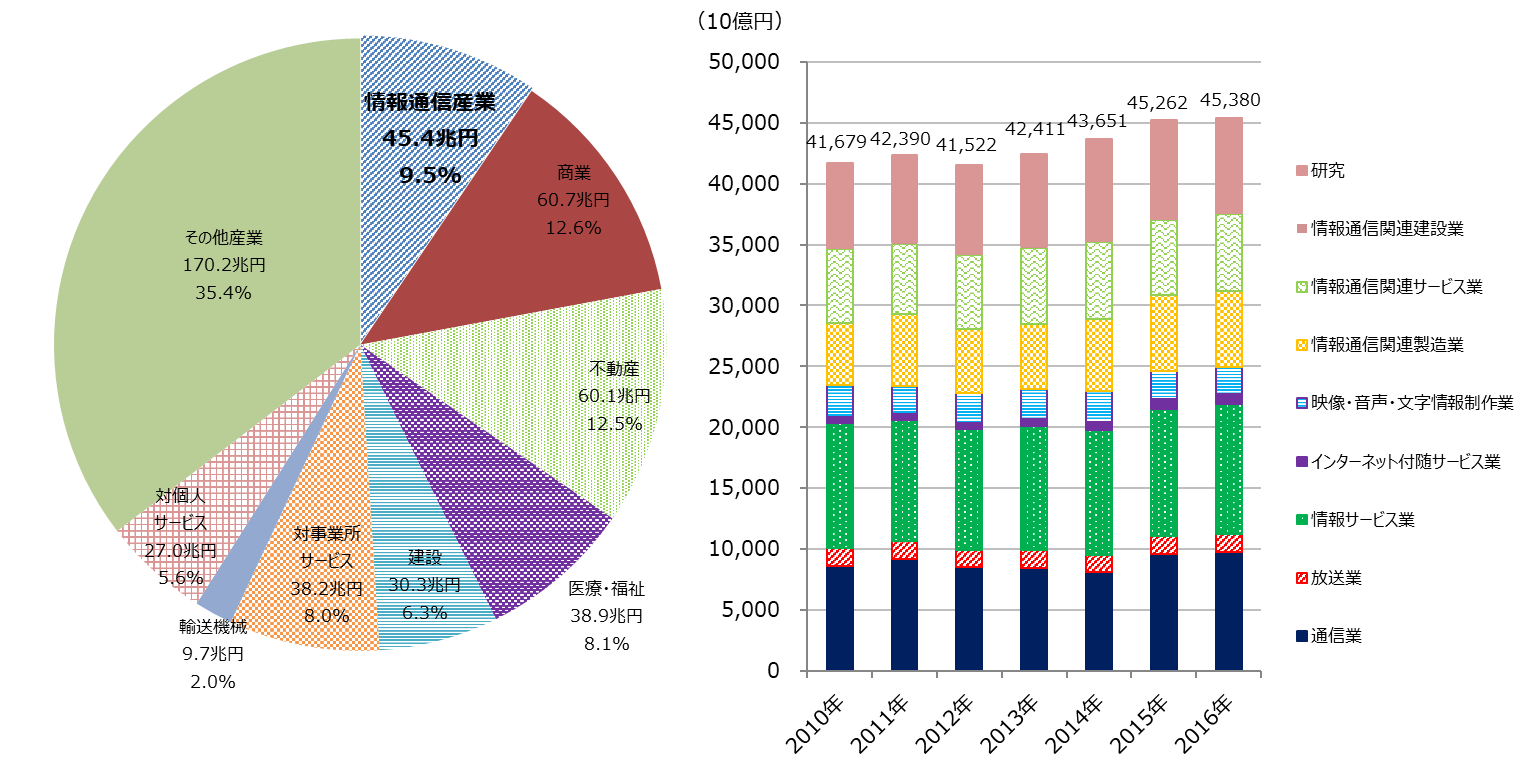 情報通信産業
45.4兆円
9.5%
商業
60.7兆円
12.6%
不動産
60.1兆円
12.5%
医療・福祉
38.9兆円
8.1%
建設
30.3兆円
6.3%
対事業所
サービス
38.2兆円
8.0%
輸送機械
9.7兆円
2.0%
対個人
サービス
27.0兆円
5.6%
その他産業
170.2兆円
35.4%
（10億円）
50,000
45,000
40,000
35,000
30,000
25,000
20,000
15,000
10,000
5,000
0
41,679
42,390
41,522
42,411
43,651
45,262
45,380
2010年
2011年
2012年
2013年
2014年
2015年
2016年
研究
情報通信関連建設業
情報通信関連サービス業
情報通信関連製造業
映像・音声・文字情報制作業
インターネット付随サービス業
情報サービス業
放送業
通信業